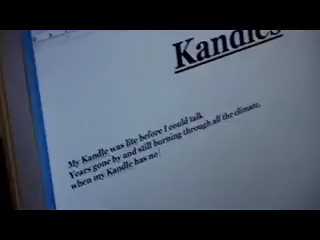 Kandles
My Kandle was lite before I could talk.
Years gone by and still burning through all the climate,
when my Kandle has no